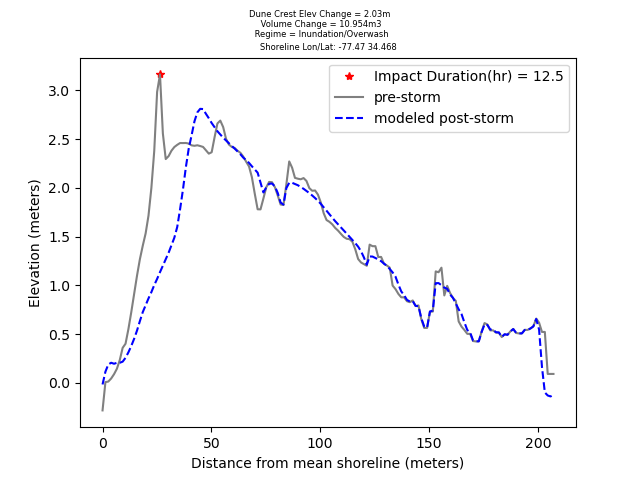 Dune Crest Elev Change = 2.03m
Volume Change = 10.954m3
Regime = Inundation/Overwash
Shoreline Lon/Lat: -77.47 34.468
Impact Duration(hr) = 12.5
pre-storm
modeled post-storm
Elevation (meters)
3.0
2.5
2.0
1.5
1.0
0.5
0.0
0 50 100 150 200
Distance from mean shoreline (meters)